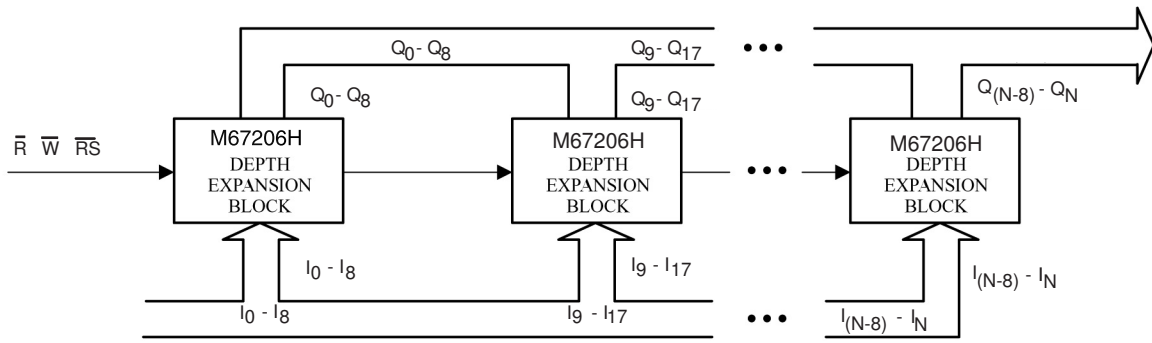 Q0 - Q8
Q9 - Q17
Q0 - Q8
Q9 - Q17
Q(N-8) - QN
R̅ W̅ R̅S̅
M67206H
DEPTH
EXPANSION
BLOCK
M67206H
DEPTH
EXPANSION
BLOCK
M67206H
DEPTH
EXPANSION
BLOCK
I0 - I8
I9 - I17
I(N-8) - IN
I0 - I8
I9 - I17
I(N-8) - IN